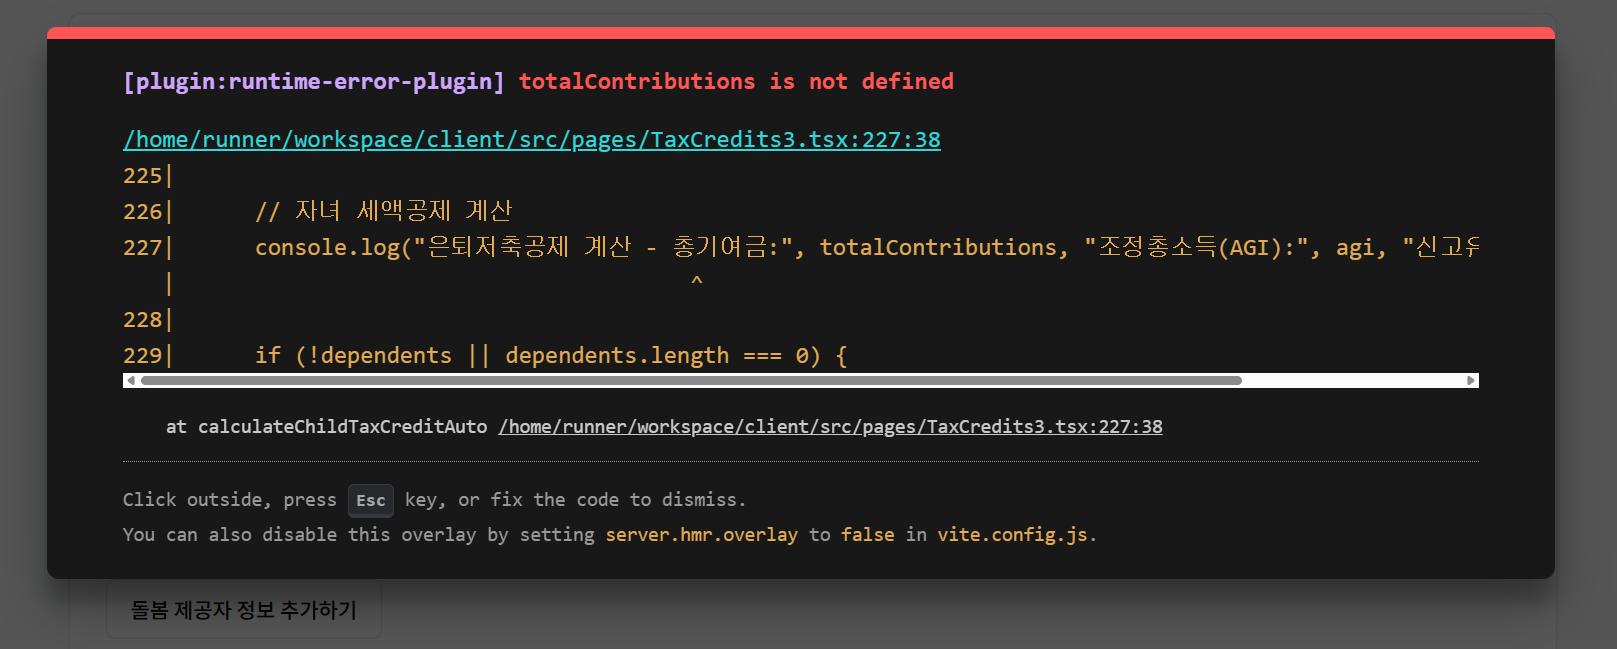 [plugin:runtime-error-plugin] totalContributions is not defined
/home/runner/workspace/client/src/pages/TaxCredits3.tsx:227:38
225|
226|      // 자녀 세액공제 계산
227|      console.log("은퇴저축공제 계산 - 총기여금:", totalContributions, "조정총소득(AGI):", agi, "신고유
   |                                      ^
228|
229|      if (!dependents || dependents.length === 0) {
at calculateChildTaxCreditAuto /home/runner/workspace/client/src/pages/TaxCredits3.tsx:227:38
Click outside, press Esc key, or fix the code to dismiss.
You can also disable this overlay by setting server.hmr.overlay to false in vite.config.js.
돌봄 제공자 정보 추가하기